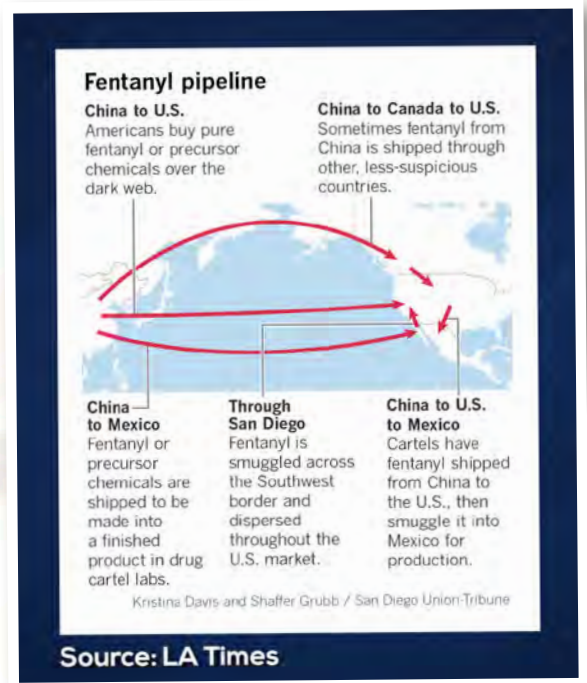 Fentanyl pipeline
China to U.S.
Americans buy pure
fentanyl or precursor
chemicals over the
dark web.
China to Canada to U.S.
Sometimes fentanyl from
China is shipped through
other, less-suspicious
countries.
China
to Mexico
Fentanyl or
precursor
chemicals are
shipped to be
made into
a finished
product in drug
cartel labs.
Through
San Diego
Fentanyl is
smuggled across
the Southwest
border and
dispersed
throughout the
U.S. market.
China to U.S.
to Mexico
Cartels have
fentanyl shipped
from China to
the U.S., then
smuggle it into
Mexico for
production.
Kristina Davis and Shaffer Grubb / San Diego Union-Tribune
Source: LA Times